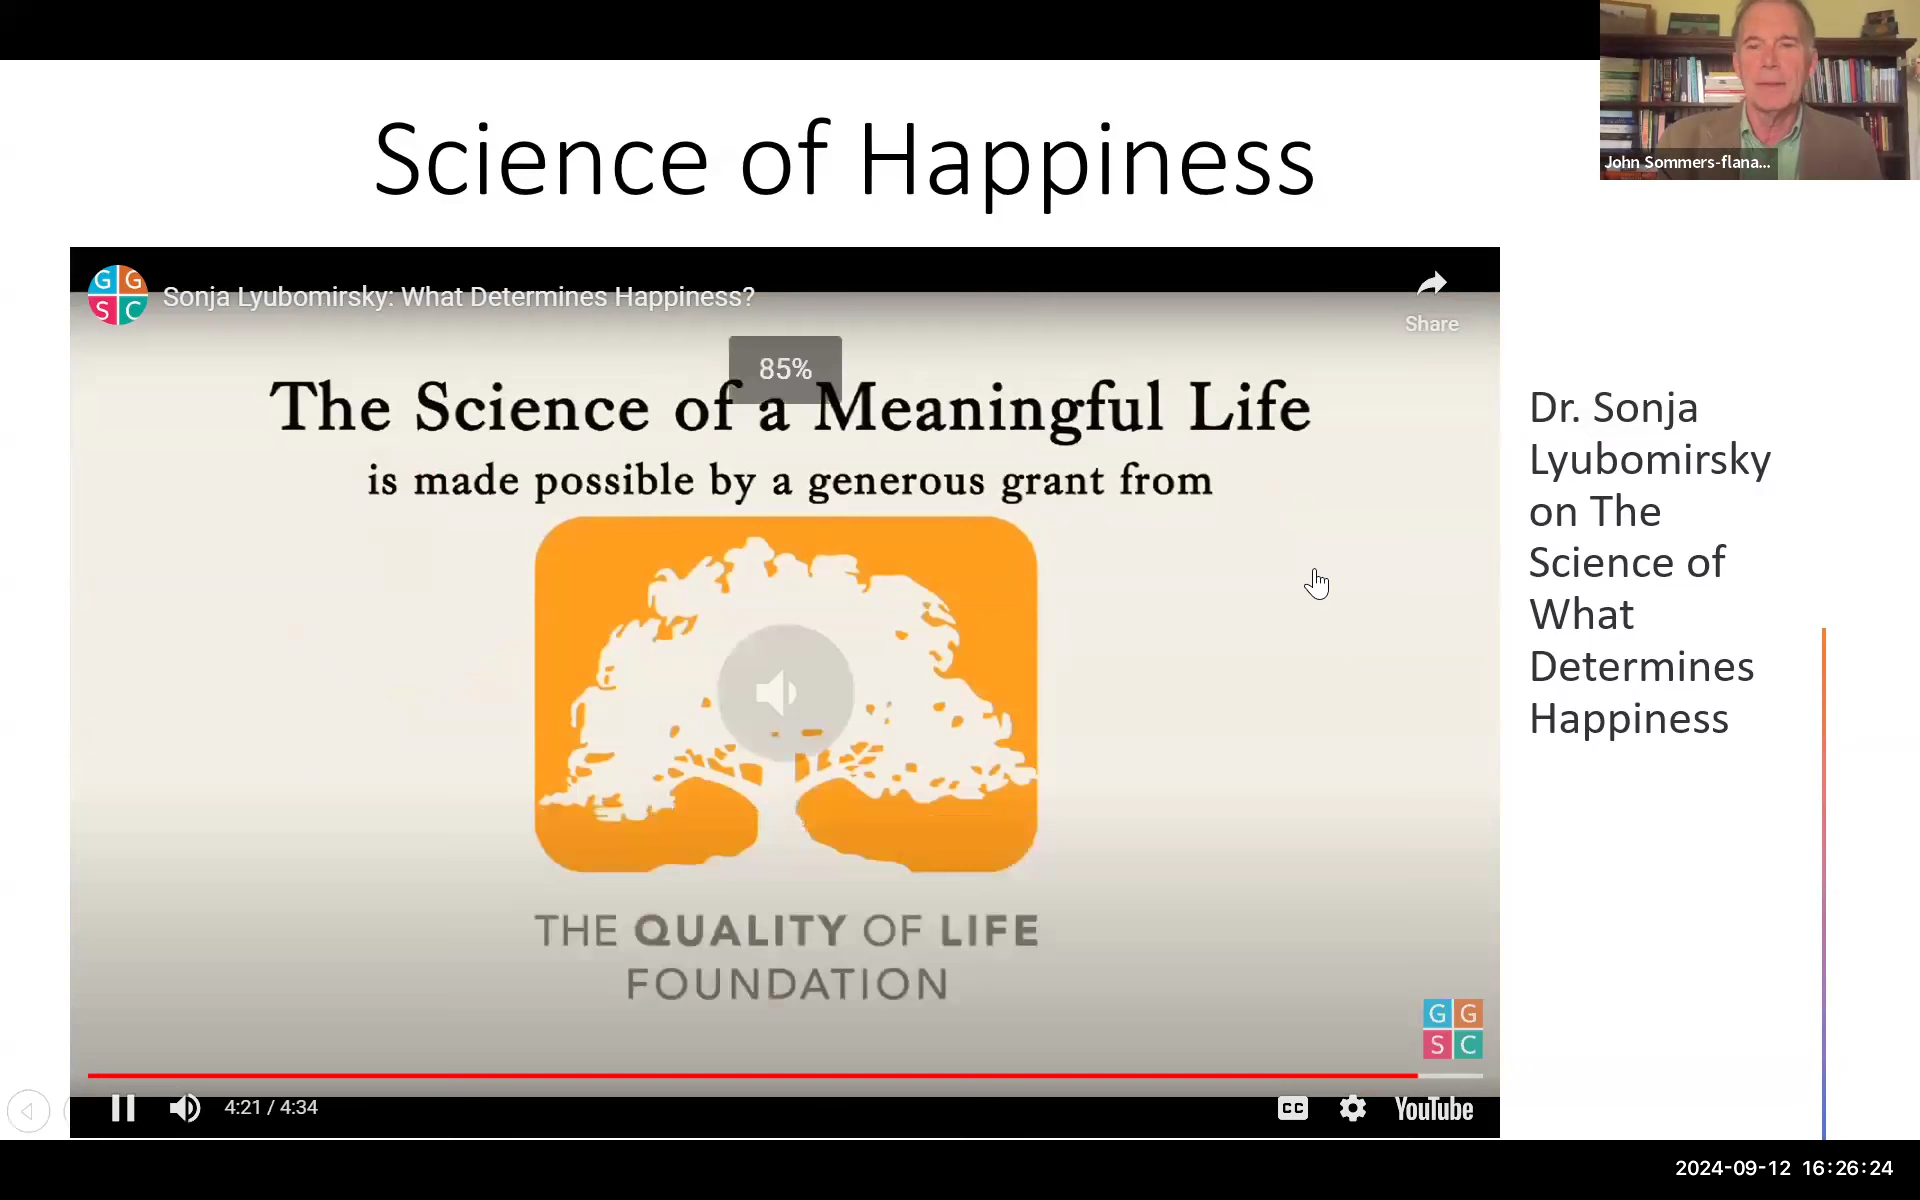 Science of Happiness
John Sommers-flana...
G G
S C
Sonja Lyubomirsky: What Determines Happiness?
Share
85%
The Science of a Meaningful Life
is made possible by a generous grant from
THE QUALITY OF LIFE
FOUNDATION
G G
S C
4:21 / 4:34
CC
YouTube
Dr. Sonja
Lyubomirsky
on The
Science of
What
Determines
Happiness
2024-09-12 16:26:24